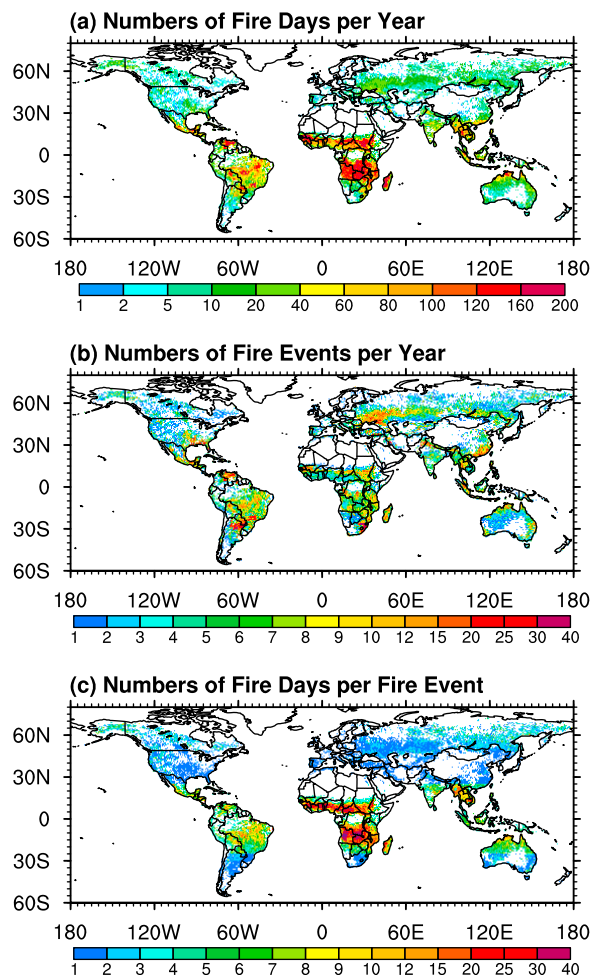 (a) Numbers of Fire Days per Year
60N
30N
0
30S
60S
180 120W 60W 0 60E 120E 180
1 2 5 10 20 40 60 80 100 120 160 200
(b) Numbers of Fire Events per Year
60N
30N
0
30S
60S
180 120W 60W 0 60E 120E 180
1 2 3 4 5 6 7 8 9 10 12 15 20 25 30 40
(c) Numbers of Fire Days per Fire Event
60N
30N
0
30S
60S
180 120W 60W 0 60E 120E 180
1 2 3 4 5 6 7 8 9 10 12 15 20 25 30 40